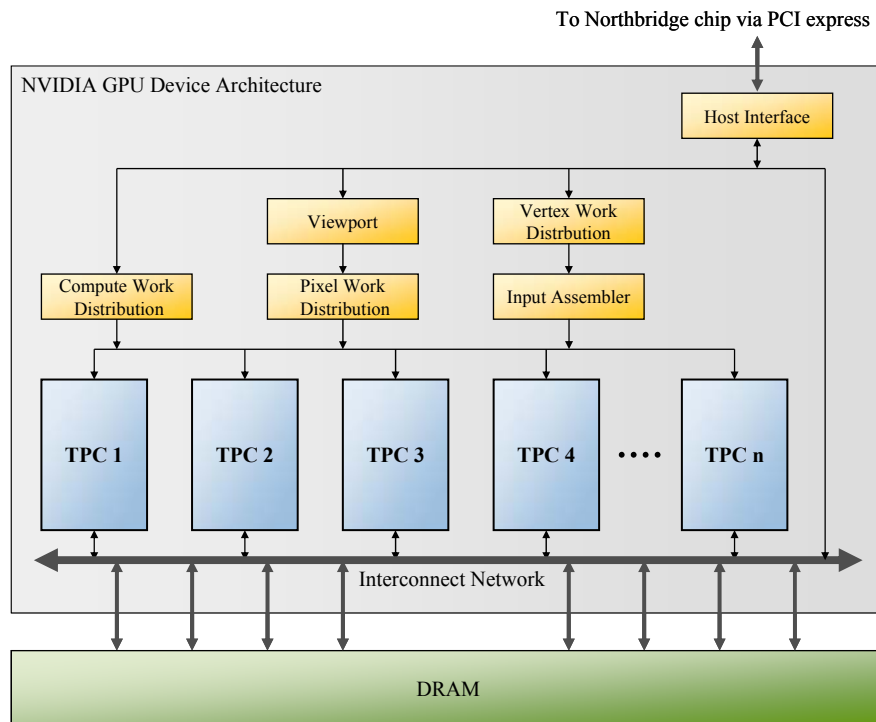 To Northbridge chip via PCI express
NVIDIA GPU Device Architecture
Host Interface
Viewport
Vertex Work
Distrbution
Compute Work
Distribution
Pixel Work
Distribution
Input Assembler
TPC 1
TPC 2
TPC 3
TPC 4
....
TPC n
Interconnect Network
DRAM